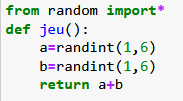 from random import*
def jeu():
    a=randint(1,6)
    b=randint(1,6)
    return a+b